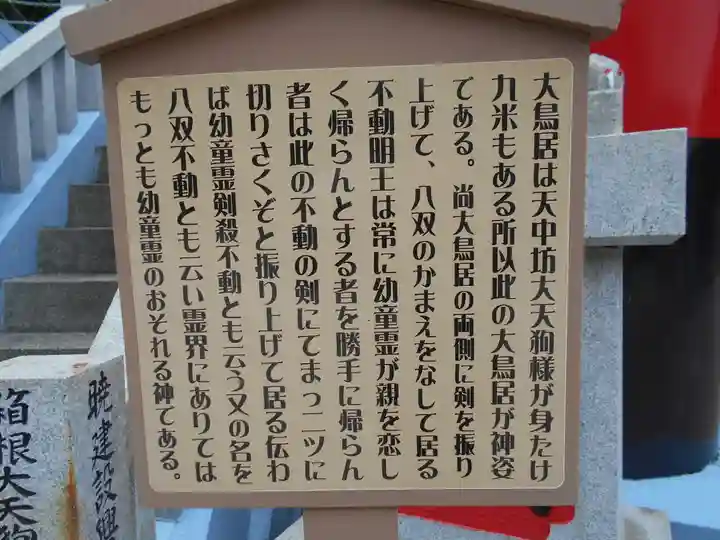 大鳥居は天中坊大天狗様が身たけ
九米もある所以此の大鳥居が神姿
である。尚大鳥居の両側に剣を振り
上げて、八双のかまえをなして居る
不動明王は常に幼童霊が親を恋し
く帰らんとする者を勝手に帰らん
者は此の不動の剣にてまっ二ツに
切りさくぞと振り上げて居る伝わ
ば幼童霊剣殺不動とも云う又の名を
八双不動とも云い霊界にありては
もっとも幼童霊のおそれる神である。
暁建設興
箱根大天狗